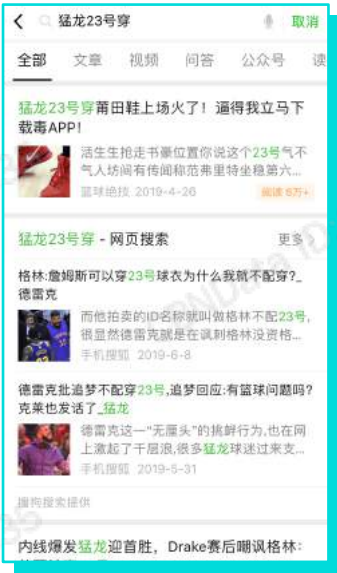 猛龙23号穿
取消
全部 文章 视频 问答 公众号 读
猛龙23号穿莆田鞋上场火了！逼得我立马下
载毒APP!
活生生抢走书豪位置你说这个23号气不
气人坊间有传闻称范弗里特坐稳第六...
篮球绝技 2019-4-26
阅读 6万+
猛龙23号穿 - 网页搜索
更多
格林:詹姆斯可以穿23号球衣为什么我就不配穿?_
德雷克
而他拍卖的ID名称就叫做格林不配23号,
很显然德雷克就是在讽刺格林没资格...
手机搜狐 2019-6-8
德雷克批追梦不配穿23号,追梦回应:有篮球问题吗?
克莱也发话了_猛龙
德雷克这一“无厘头”的挑衅行为,也在网
上激起了千层浪,很多猛龙球迷过来支...
手机搜狐 2019-5-31
搜狗搜索提供
内线爆发猛龙迎首胜，Drake赛后嘲讽格林：